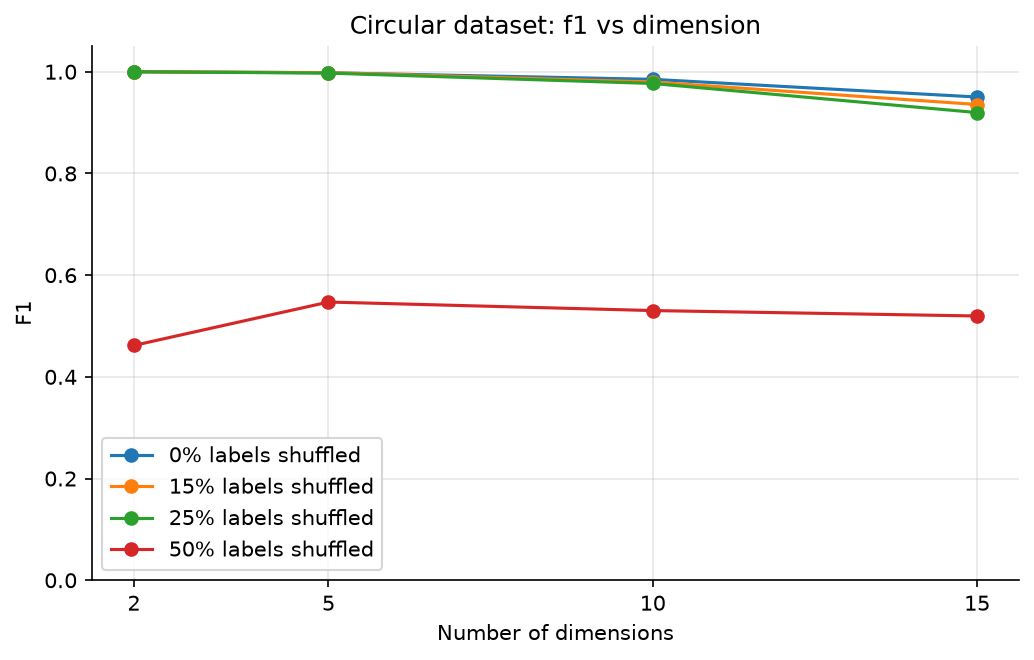 Circular dataset: f1 vs dimension
1.0
0.8
0.6
0.4
0.2
0.0
F1
0% labels shuffled
15% labels shuffled
25% labels shuffled
50% labels shuffled
2 5 10 15
Number of dimensions